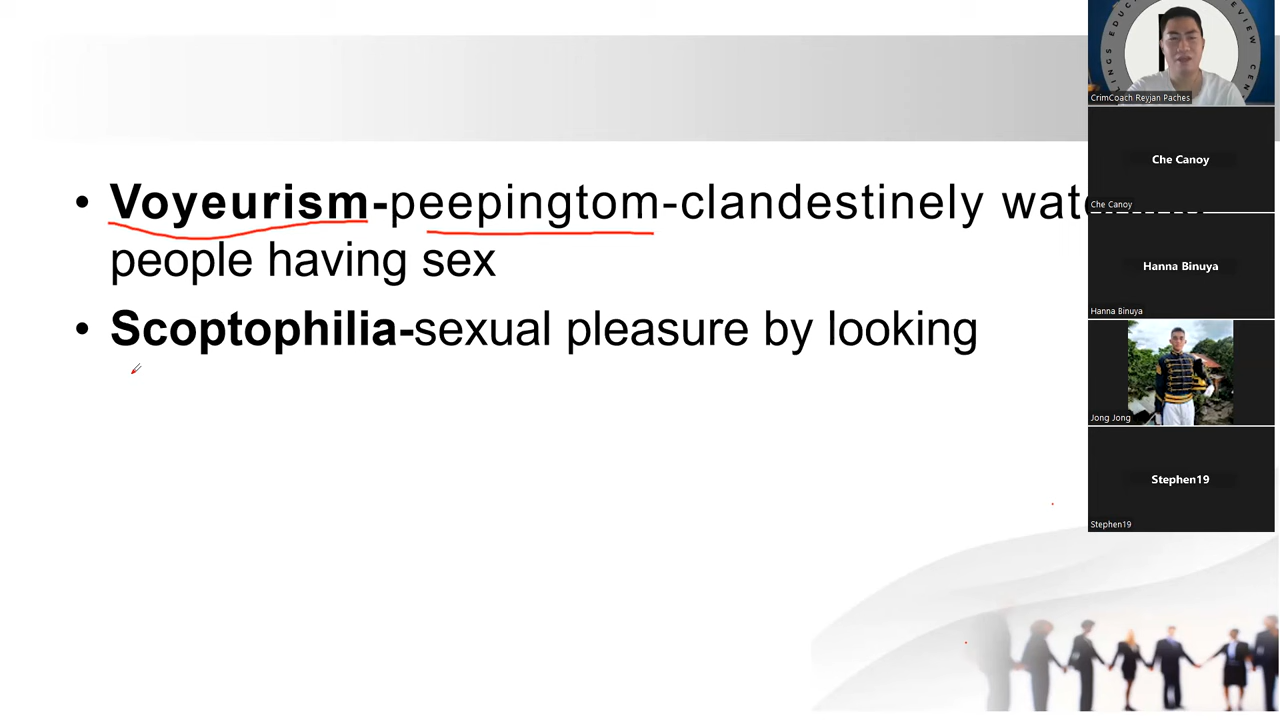 • Voyeurism-peepingtom-clandestinely
people having sex
• Scoptophilia-sexual pleasure by looking
CrimCoach Reyjan Paches
Che Canoy
Che Canoy
Hanna Binuya
Hanna Binuya
Jong Jong
Stephen19
Stephen19